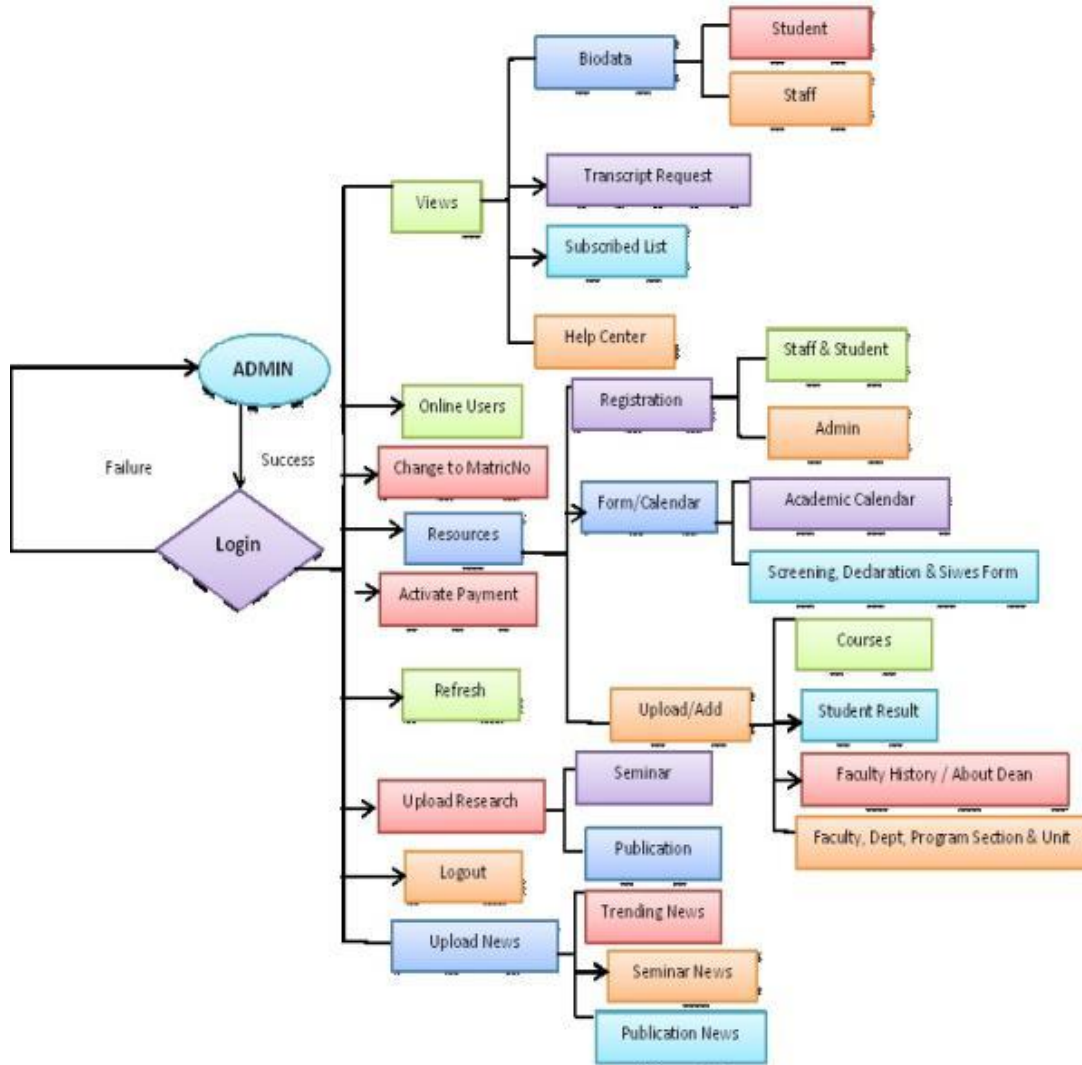 Student
Biodata
Staff
Transcript Request
Views
Subscribed List
Help Center
ADMIN
Staff & Student
Online Users
Registration
Admin
Failure
Success
Change to MatricNo
Form/Calendar
Academic Calendar
Login
Resources
Screening, Declaration & Siwes Form
Activate Payment
Courses
Refresh
Upload/Add
Student Result
Seminar
Faculty History / About Dean
Upload Research
Publication
Faculty, Dept, Program Section & Unit
Logout
Trending News
Upload News
Seminar News
Publication News